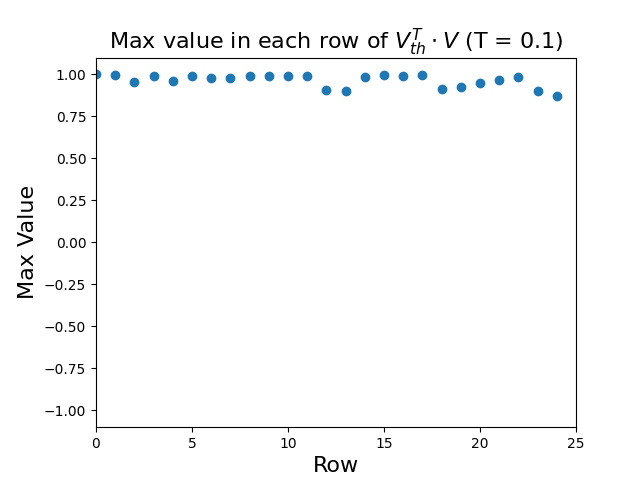 Max value in each row of $V_{th}^T \cdot V$ (T = 0.1)
Max Value
1.00
0.75
0.50
0.25
0.00
−0.25
−0.50
−0.75
−1.00
0 5 10 15 20 25
Row